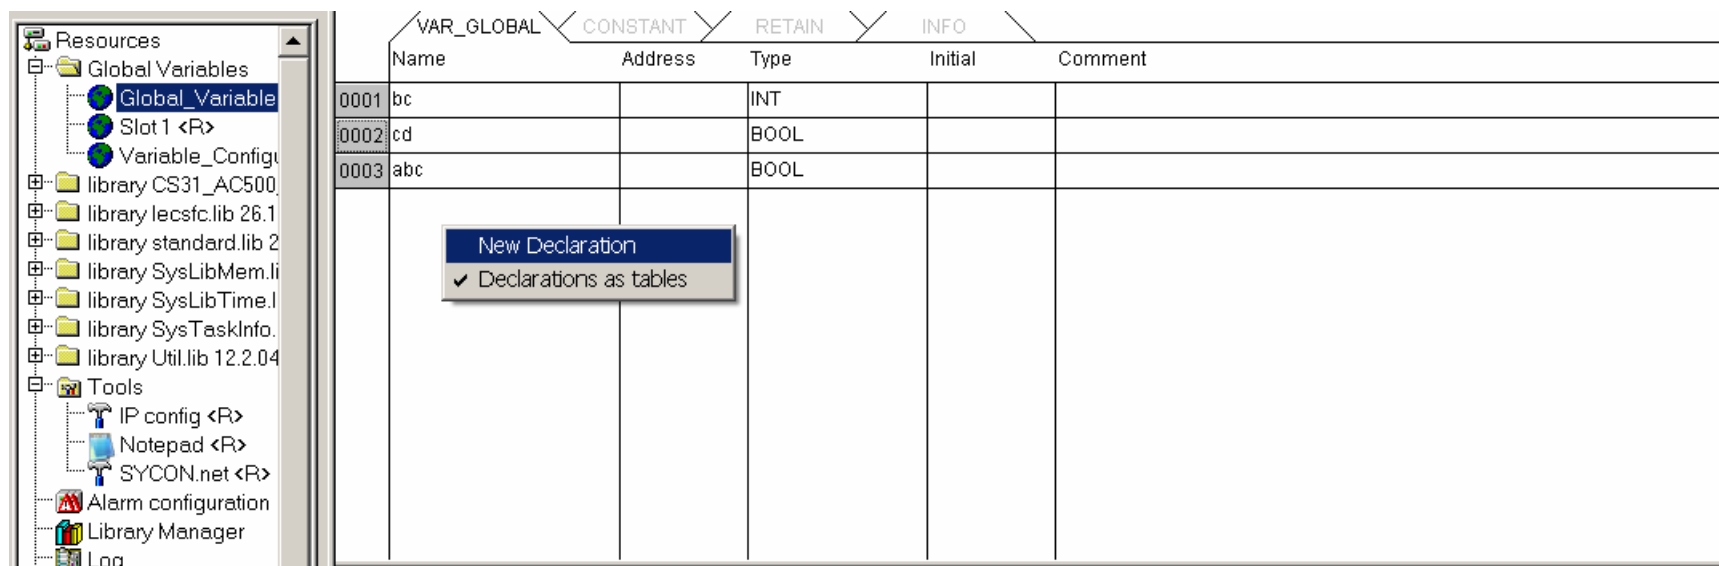 Resources
Global Variables
Global_Variable
Slot 1 <R>
Variable_Config
library CS31_AC500_
library Iecsfc.lib 26.1
library standard.lib 2
library SysLibMem.li
library SysLibTime.l
library SysTaskInfo.
library Util.lib 12.2.04
Tools
IP config <R>
Notepad <R>
SYCON.net <R>
Alarm configuration
Library Manager
Log
VAR_GLOBAL CONSTANT RETAIN INFO
Name Address Type Initial Comment
0001 bc INT
0002 cd BOOL
0003 abc BOOL
New Declaration
✓ Declarations as tables